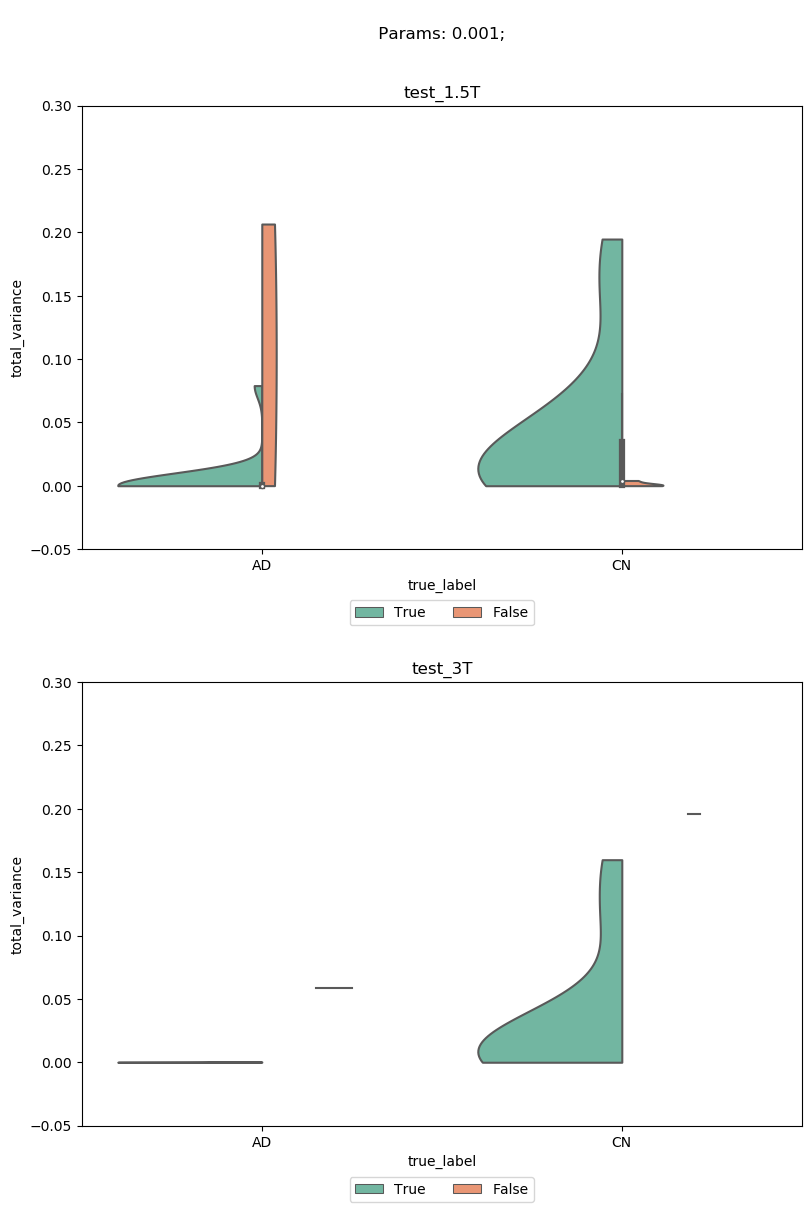 Params: 0.001;
test_1.5T
0.30
0.25
0.20
0.15
0.10
0.05
0.00
−0.05
total_variance
AD CN
true_label
True False
test_3T
0.30
0.25
0.20
0.15
0.10
0.05
0.00
−0.05
total_variance
AD CN
true_label
True False